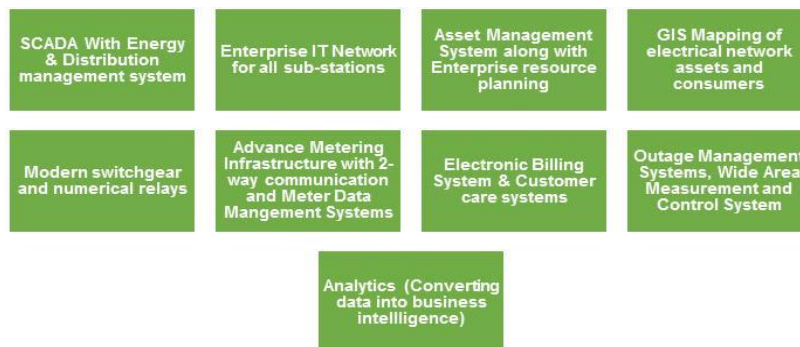 SCADA With Energy
& Distribution
management system
Enterprise IT Network
for all sub-stations
Asset Management
System along with
Enterprise resource
planning
GIS Mapping of
electrical network
assets and
consumers
Modern switchgear
and numerical relays
Advance Metering
Infrastructure with 2-
way communication
and Meter Data
Mangement Systems
Electronic Billing
System & Customer
care systems
Outage Management
Systems, Wide Area
Measurement and
Control System
Analytics (Converting
data into business
intellligence)